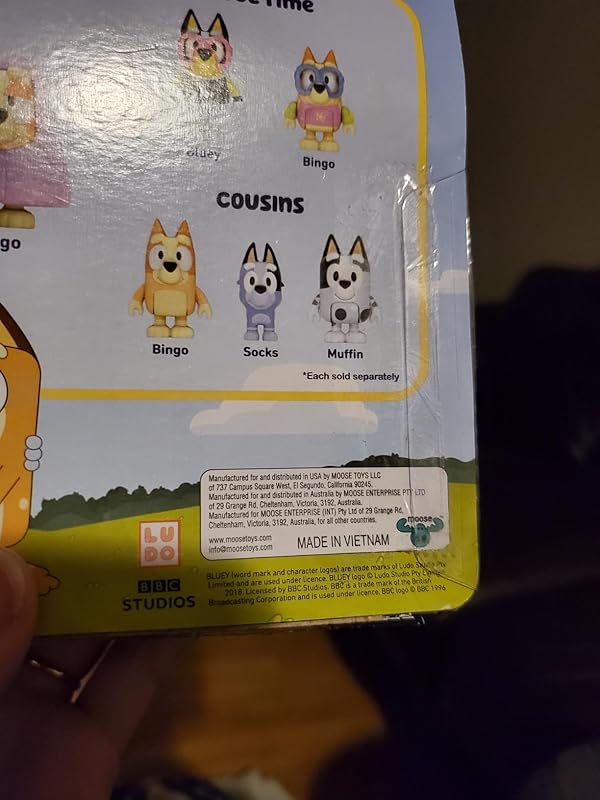 Time
Bluey
Bingo
go
COUSINS
Bingo
Socks
Muffin
*Each sold separately
Manufactured for and distributed in USA by MOOSE TOYS LLC
of 737 Campus Square West, El Segundo, California 90245.
Manufactured for and distributed in Australia by MOOSE ENTERPRISE PTY LTD
of 29 Grange Rd, Cheltenham, Victoria, 3192, Australia.
Manufactured for MOOSE ENTERPRISE (INT) Pty Ltd of 29 Grange Rd,
Cheltenham, Victoria, 3192, Australia, for all other countries.
www.moosetoys.com
info@moosetoys.com
MADE IN VIETNAM
moose
LU
DO
BBC
STUDIOS
BLUEY (word mark and character logos) are trade marks of Ludo Studio Pty
Limited and are used under licence. BLUEY logo © Ludo Studio Pty Limited
2018. Licensed by BBC Studios. BBC is a trade mark of the British
Broadcasting Corporation and is used under licence. BBC logo © BBC 1996